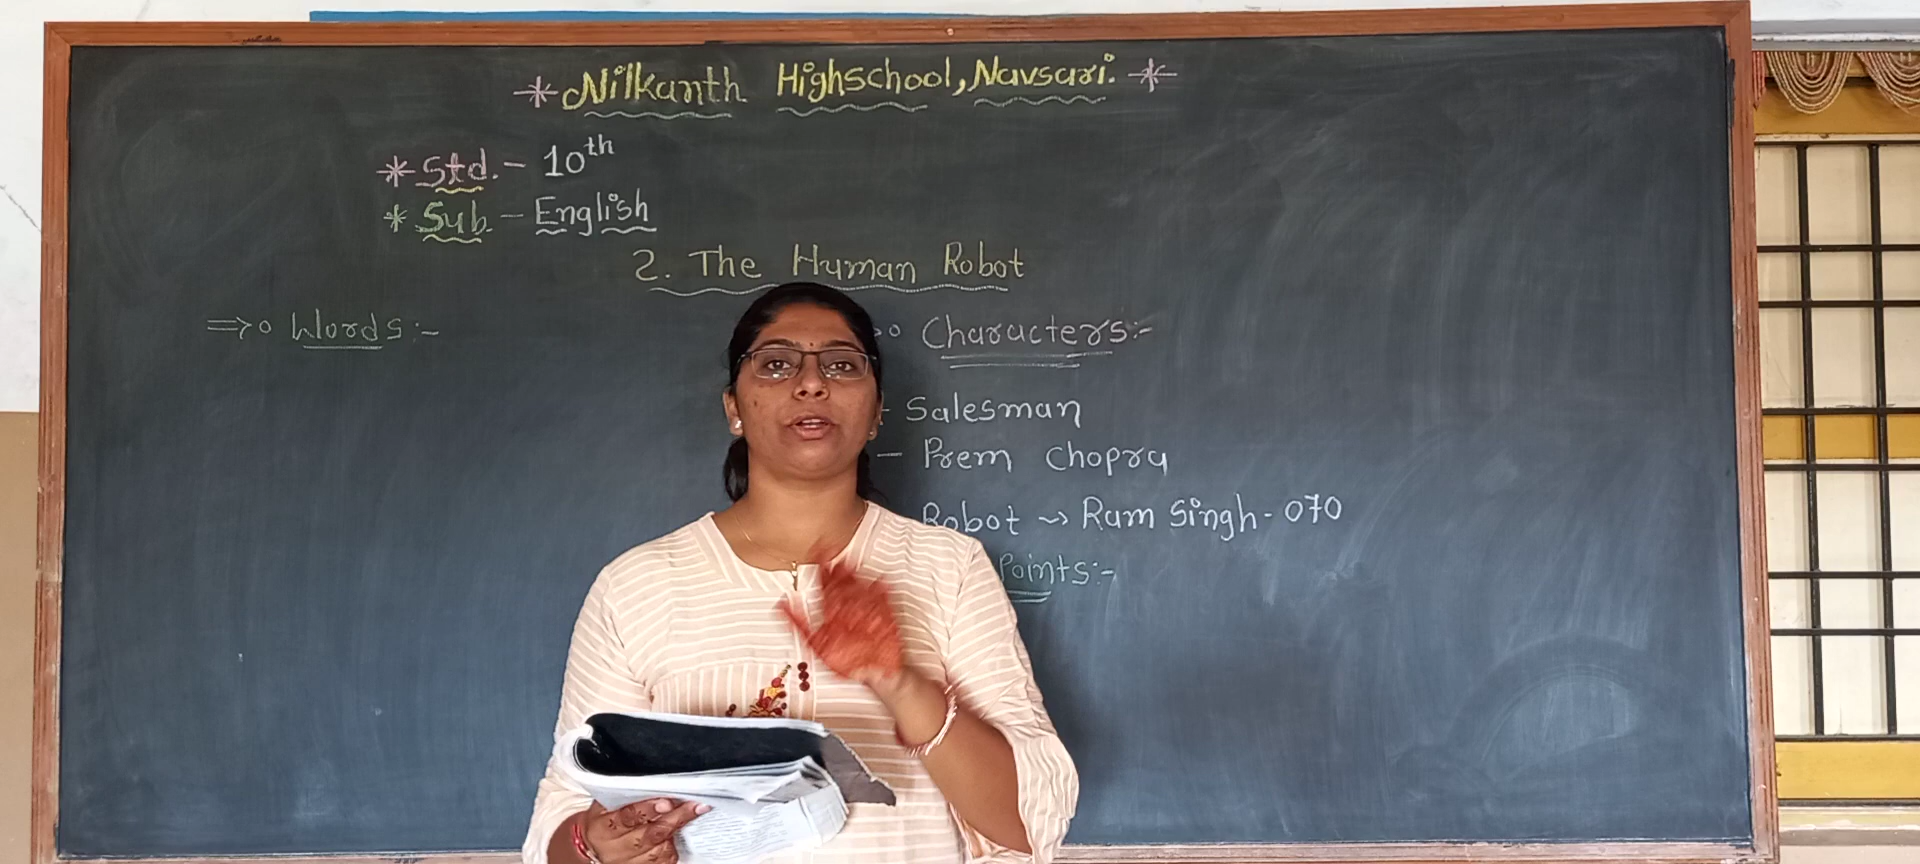 * Nilkanth Highschool, Navsari. *
* Std. - 10th
* Sub. - English
2. The Human Robot
⇒ Words :-
Characters :-
- Salesman
- Prem Chopra
Robot → Ram Singh - 070
Points :-